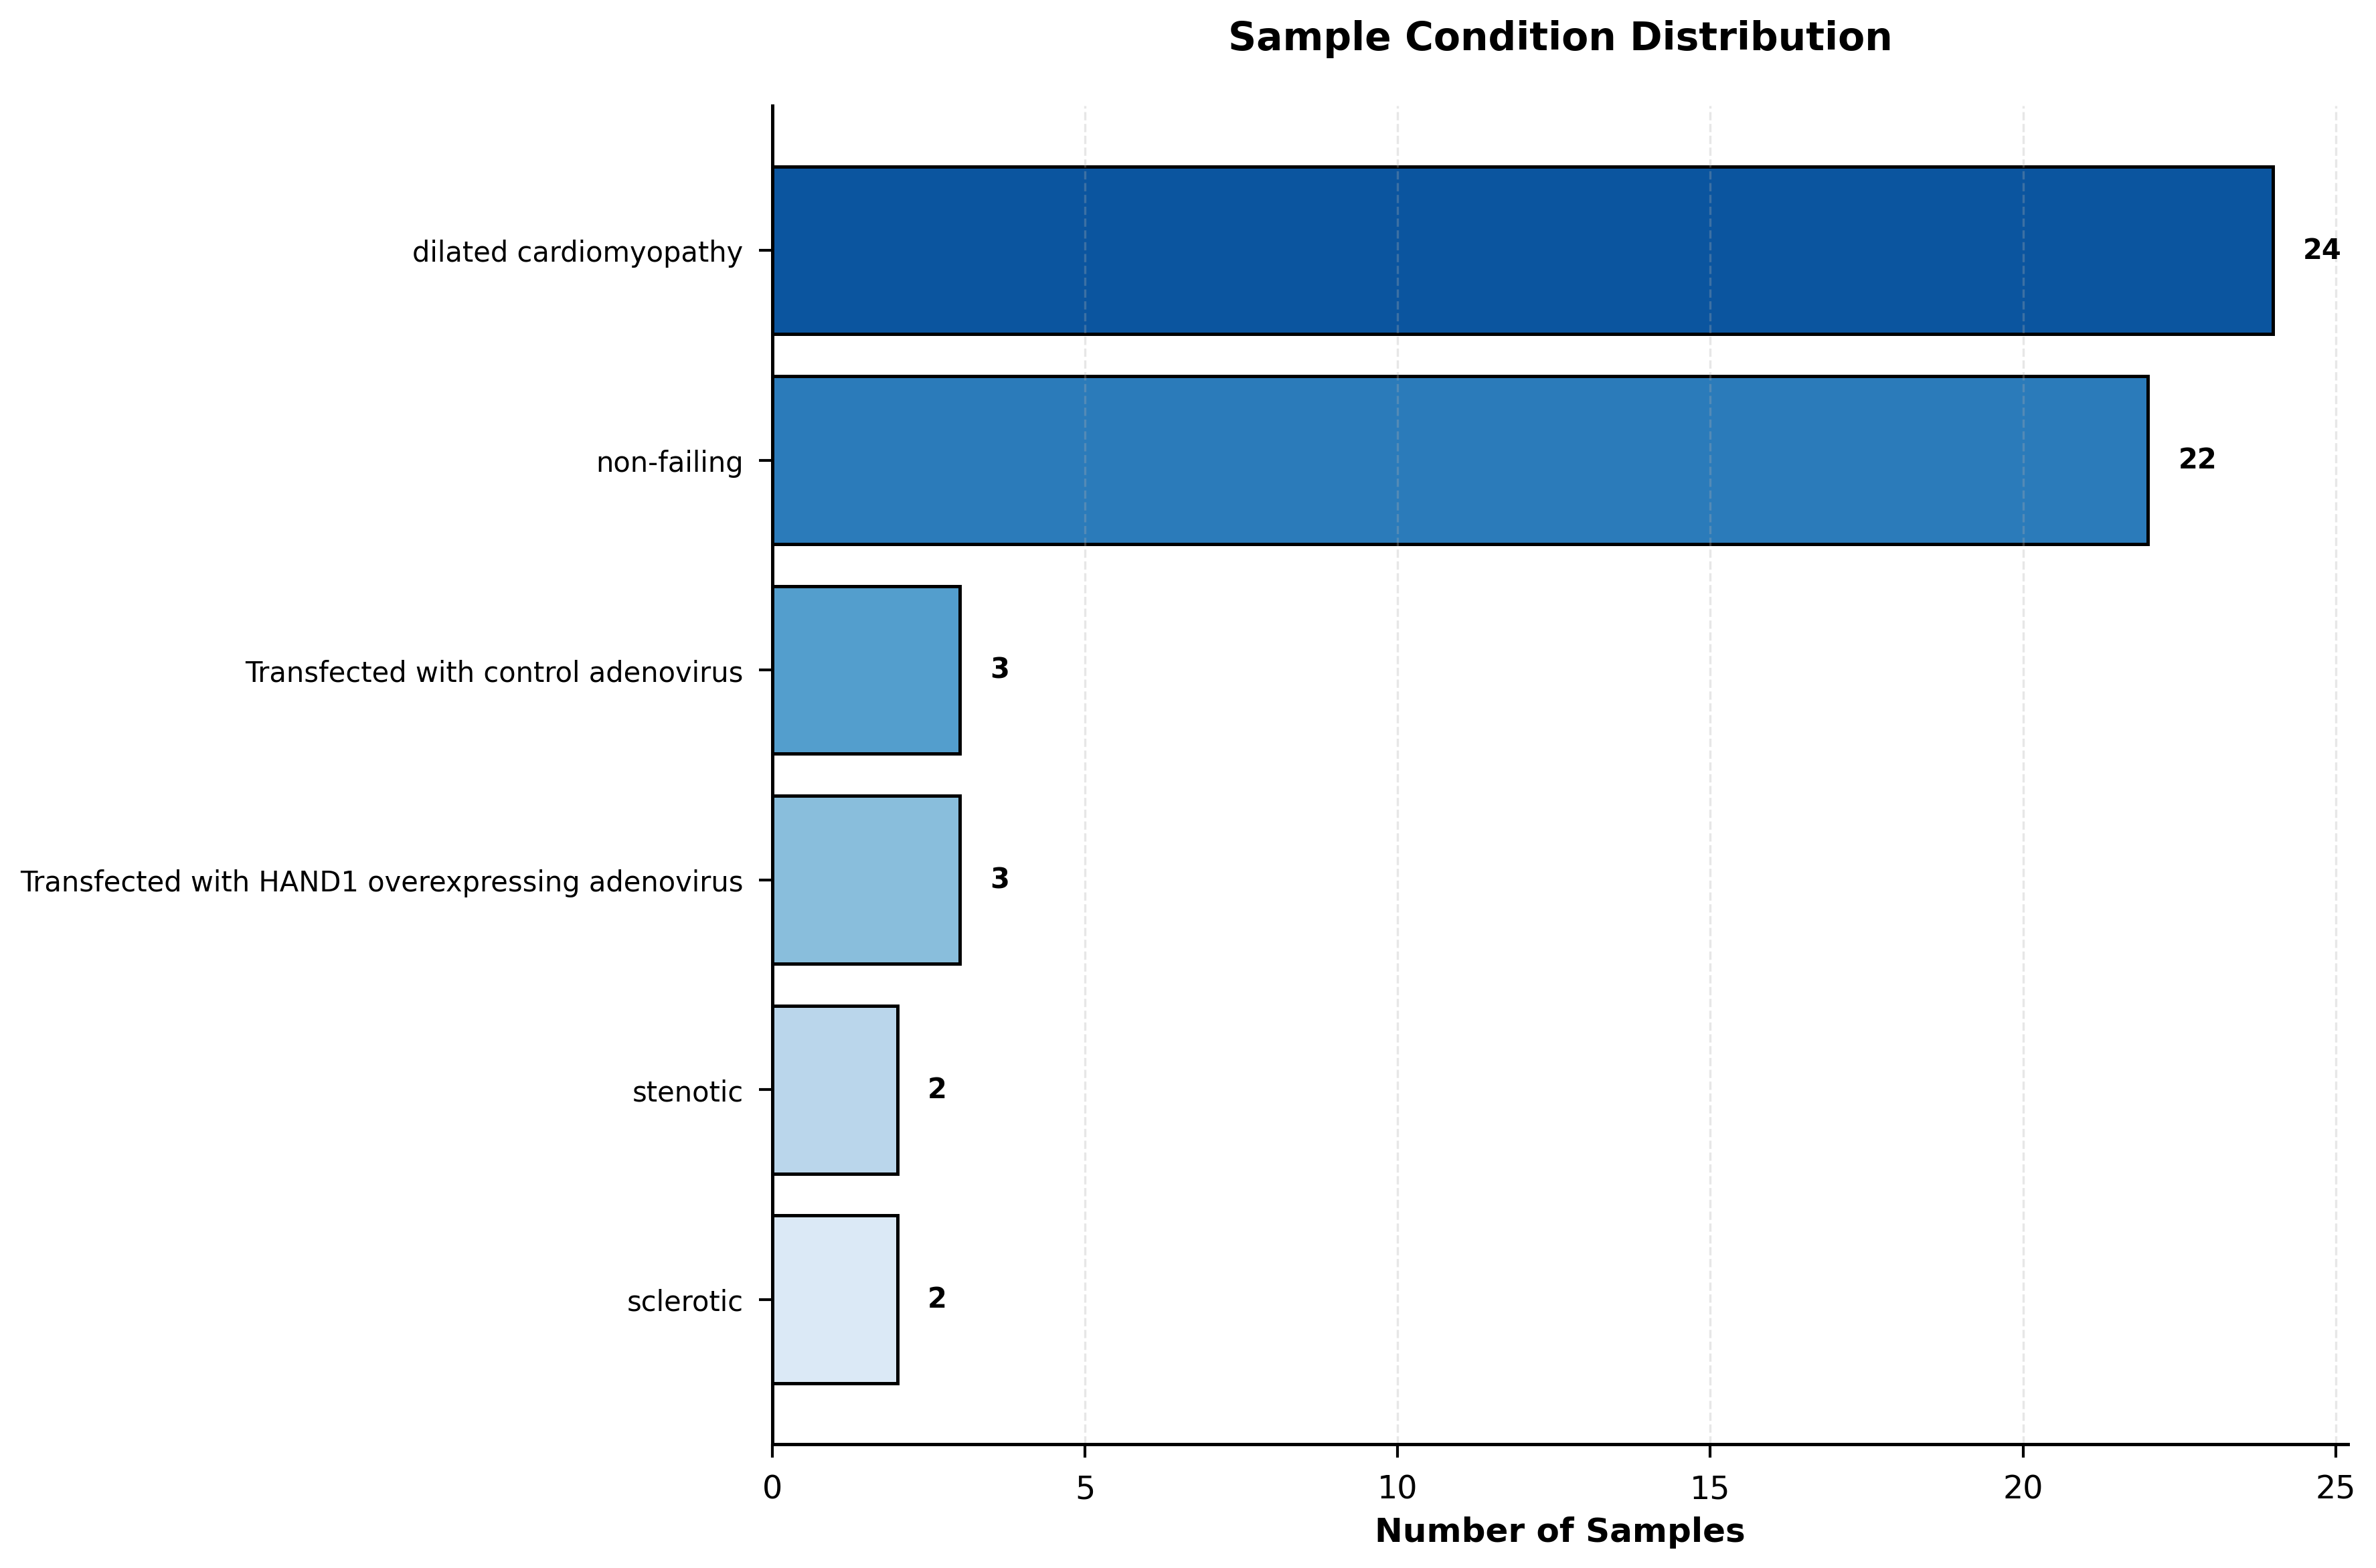 Sample Condition Distribution
dilated cardiomyopathy
24
non-failing
22
Transfected with control adenovirus
3
Transfected with HAND1 overexpressing adenovirus
3
stenotic
2
sclerotic
2
0 5 10 15 20 25
Number of Samples